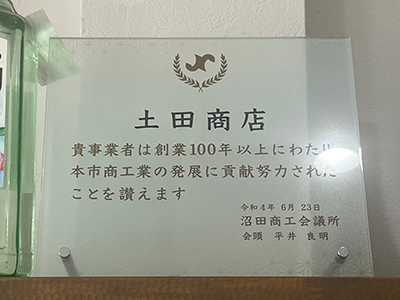 土田商店
貴事業者は創業100年以上にわたり
本市商工業の発展に貢献努力された
ことを讃えます
令和4年 6月 23日
沼田商工会議所
会頭 平井 良明